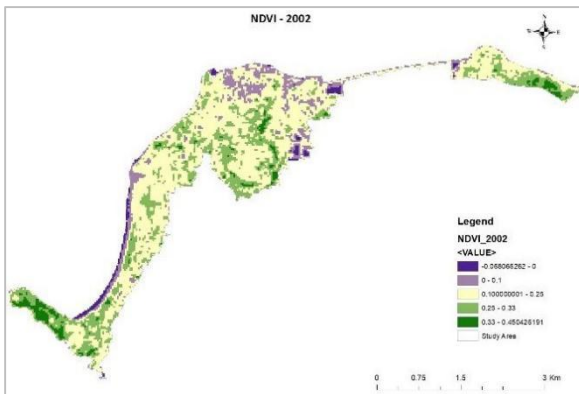 NDVI - 2002
N
W E
S
Legend
NDVI_2002
<VALUE>
-0.068066262 - 0
0 - 0.1
0.100000001 - 0.25
0.25 - 0.33
0.33 - 0.450426191
Study Area
0 0.75 1.5 3 Km